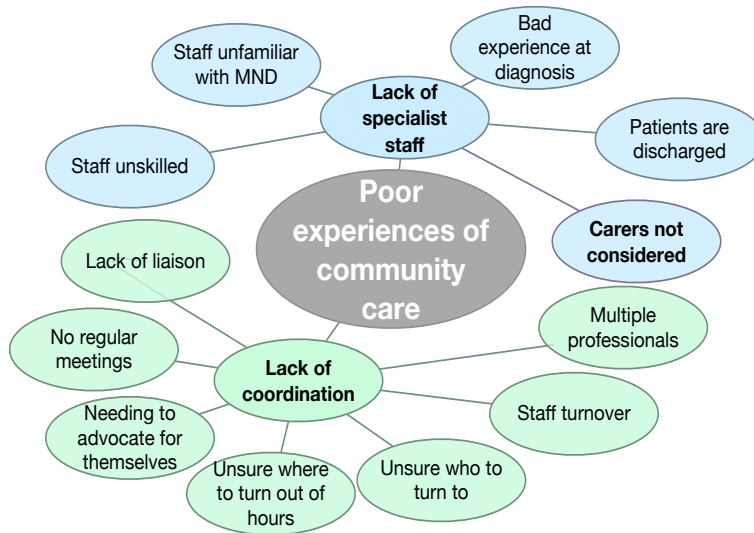 Staff unfamiliar
with MND
Bad
experience at
diagnosis
Lack of
specialist
staff
Patients are
discharged
Staff unskilled
Poor
experiences of
community
care
Carers not
considered
Lack of liaison
Multiple
professionals
No regular
meetings
Lack of
coordination
Staff turnover
Needing to
advocate for
themselves
Unsure where
to turn out of
hours
Unsure who to
turn to